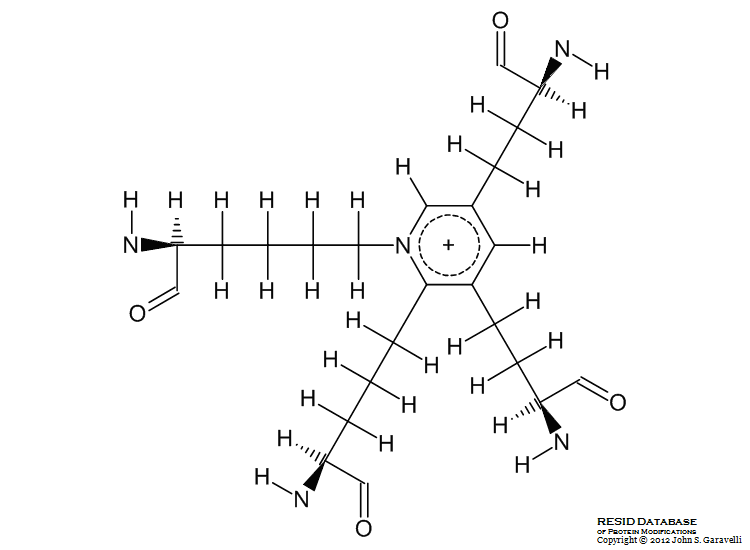 O
N
H
H H
H H
H
H
H H H H H H
N N + H
H H H H
H
O
H
H H
H H
H
H H O
H
H H N
H
H
N
O
RESID DATABASE
OF PROTEIN MODIFICATIONS
Copyright © 2012 John S. Garavelli